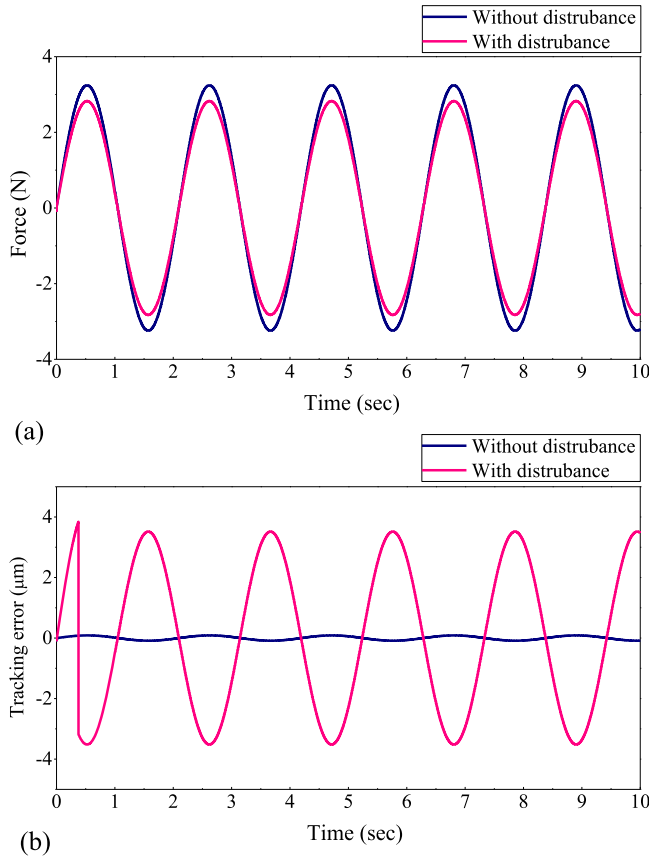 Without distrubance
With distrubance
4
2
0
-2
-4
Force (N)
0 1 2 3 4 5 6 7 8 9 10
Time (sec)
(a)
Without distrubance
With distrubance
4
2
0
-2
-4
Tracking error (μm)
0 1 2 3 4 5 6 7 8 9 10
Time (sec)
(b)